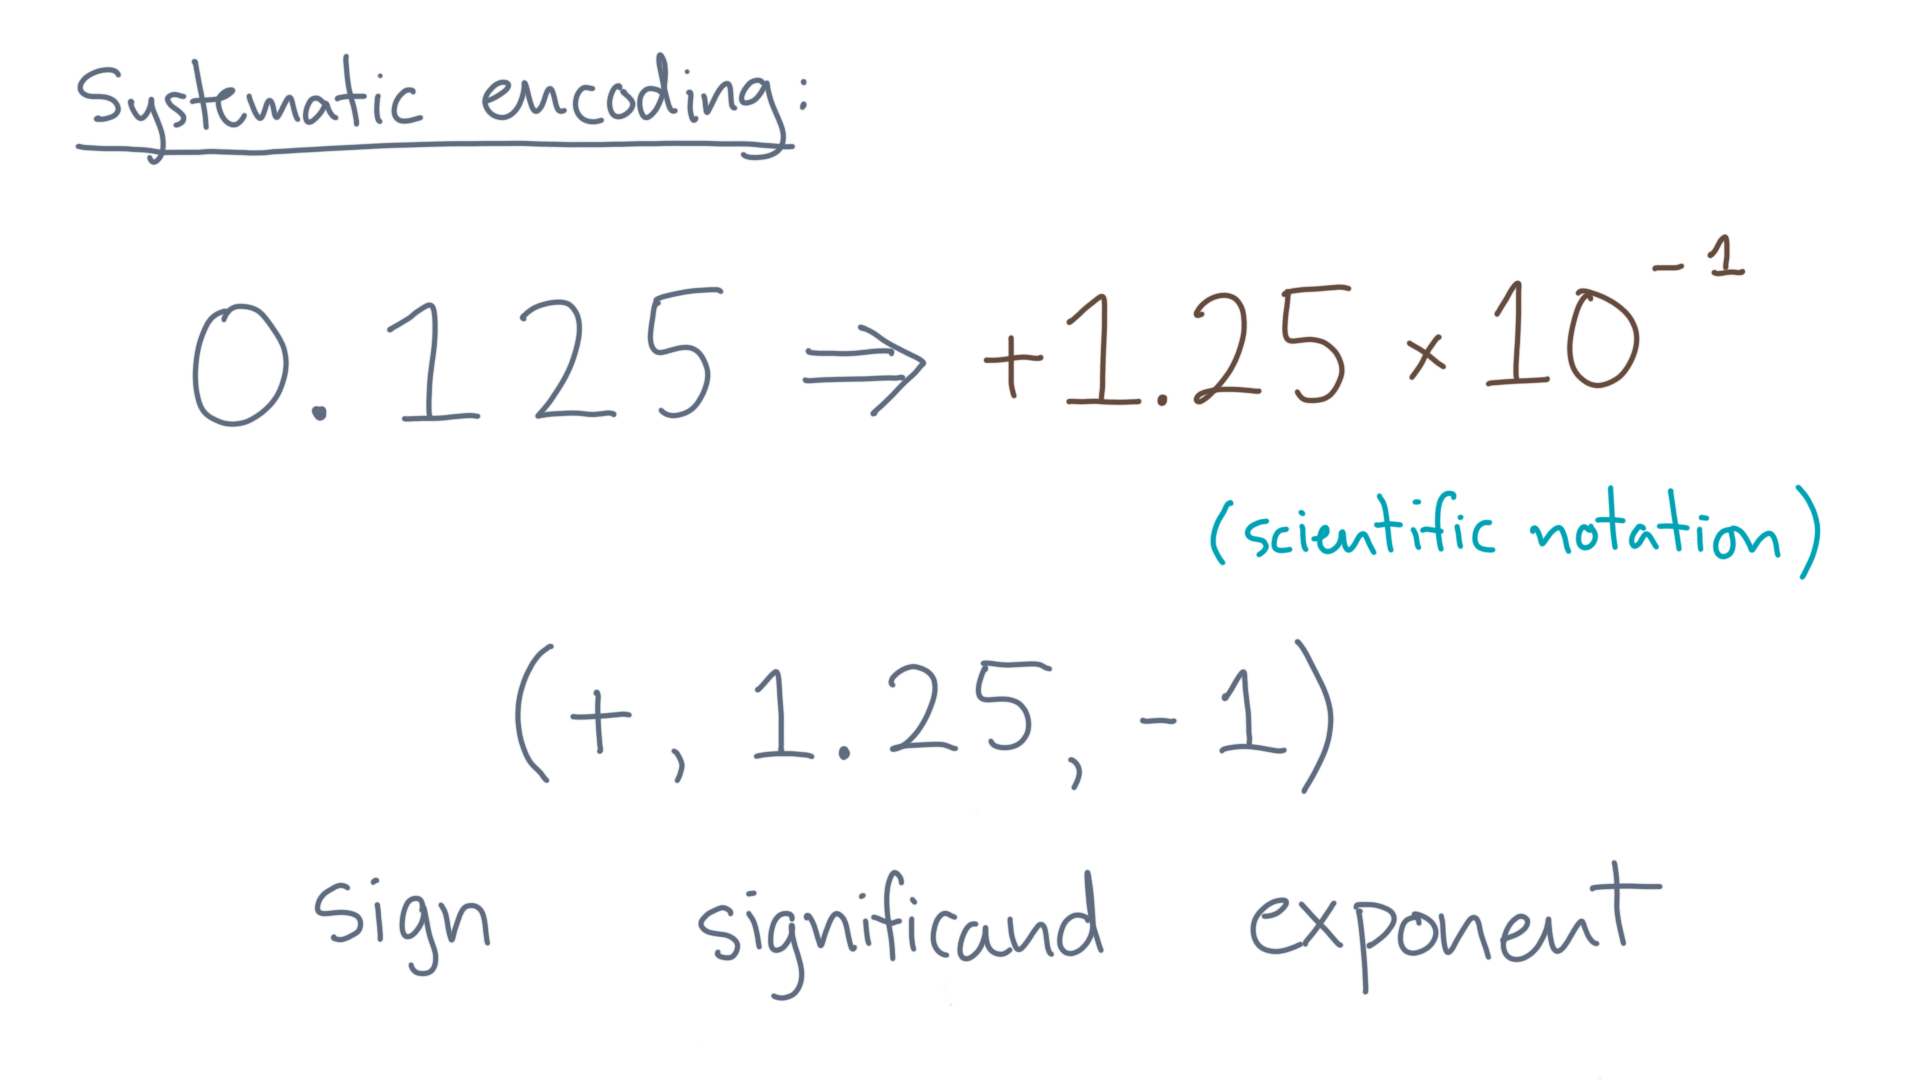 Systematic encoding:
0.125 ⇒ +1.25 × 10⁻¹
(scientific notation)
(+, 1.25, -1)
sign significand exponent